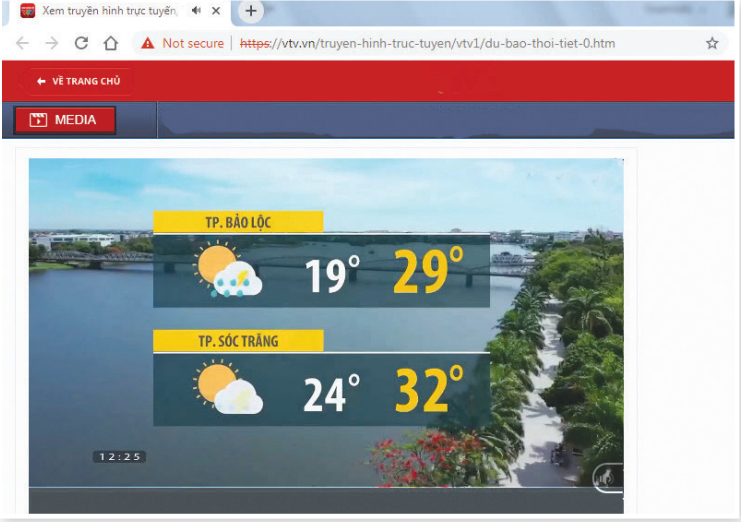 Xem truyền hình trực tuyến,
Not secure | https://vtv.vn/truyen-hinh-truc-tuyen/vtv1/du-bao-thoi-tiet-0.htm
VỀ TRANG CHỦ
MEDIA
TP. BẢO LỘC
19° 29°
TP. SÓC TRĂNG
24° 32°
12:25